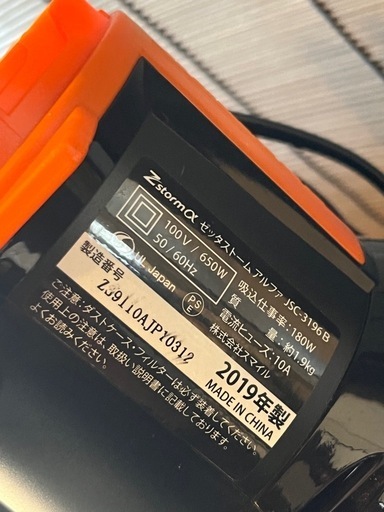 Z storm α ゼッタストーム アルファ JSC-3196B
100V / 650W
50 / 60Hz
吸込仕事率:180W
質量:約1.9kg
電流ヒューズ:10A
株式会社スマイル
UL Japan
PS
E
製造番号
ZJ9110AJPY0312
2019年製
MADE IN CHINA
ご注意:ダストケース・フィルターは必ず装着してください。
使用上の注意は、取扱い説明書に記載しております。
よくお読みください。